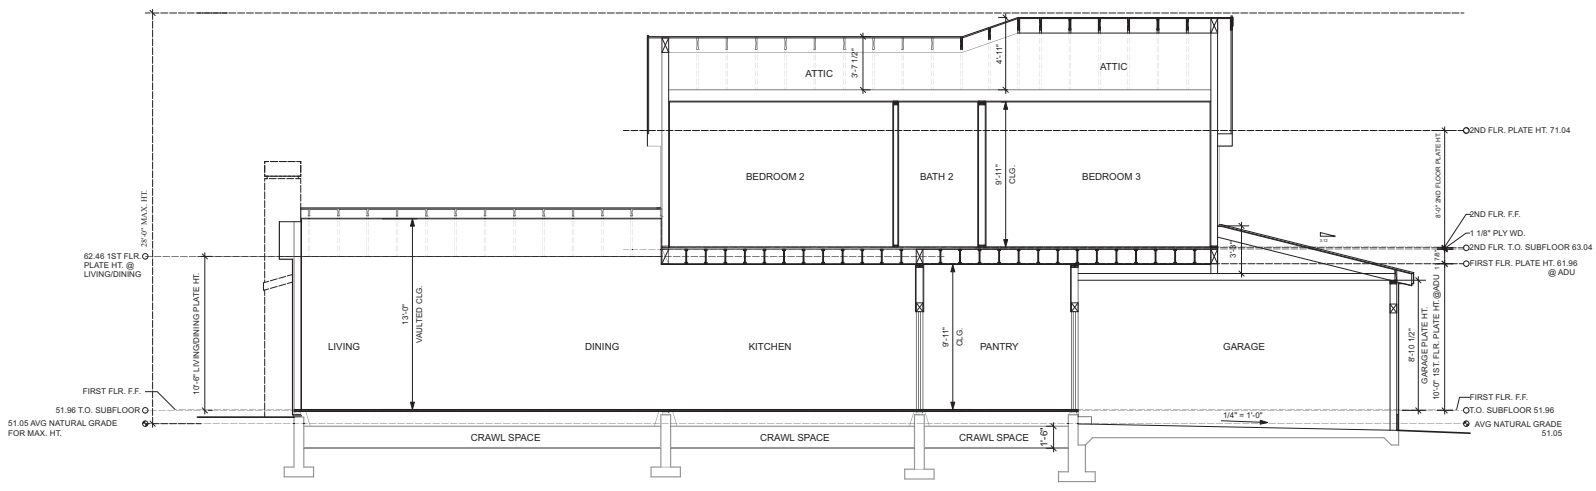 28'-0" MAX. HT.
62.46 1ST FLR.
PLATE HT. @
LIVING/DINING
10'-6" LIVING/DINING PLATE HT.
FIRST FLR. F.F.
51.96 T.O. SUBFLOOR
51.05 AVG NATURAL GRADE
FOR MAX. HT.
ATTIC
3'-7 1/2"
4'-11"
ATTIC
BEDROOM 2
BATH 2
9'-11"
CLG.
BEDROOM 3
13'-0"
VAULTED CLG.
LIVING
DINING
KITCHEN
9'-11"
CLG.
PANTRY
GARAGE
3'-3"
3/12
CRAWL SPACE
CRAWL SPACE
CRAWL SPACE
1'-6"
1/4" = 1'-0"
2ND FLR. PLATE HT. 71.04
8'-0" 2ND FLOOR PLATE HT.
2ND FLR. F.F.
1 1/8" PLY WD.
2ND FLR. T.O. SUBFLOOR 63.04
FIRST FLR. PLATE HT. 61.96
@ ADU
8'-10 1/2"
GARAGE PLATE HT.
10'-0" 1ST. FLR. PLATE HT.@ADU
FIRST FLR. F.F.
T.O. SUBFLOOR 51.96
AVG NATURAL GRADE
51.05